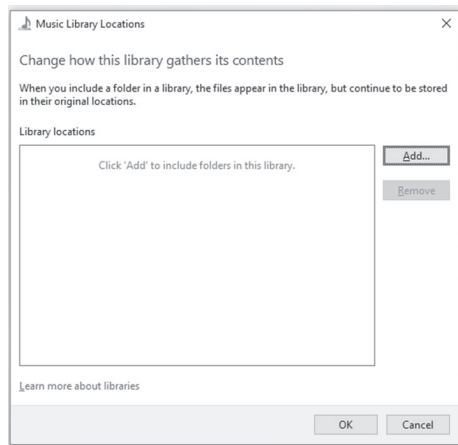 Music Library Locations
Change how this library gathers its contents
When you include a folder in a library, the files appear in the library, but continue to be stored
in their original locations.
Library locations
Click 'Add' to include folders in this library.
Add...
Remove
Learn more about libraries
OK
Cancel